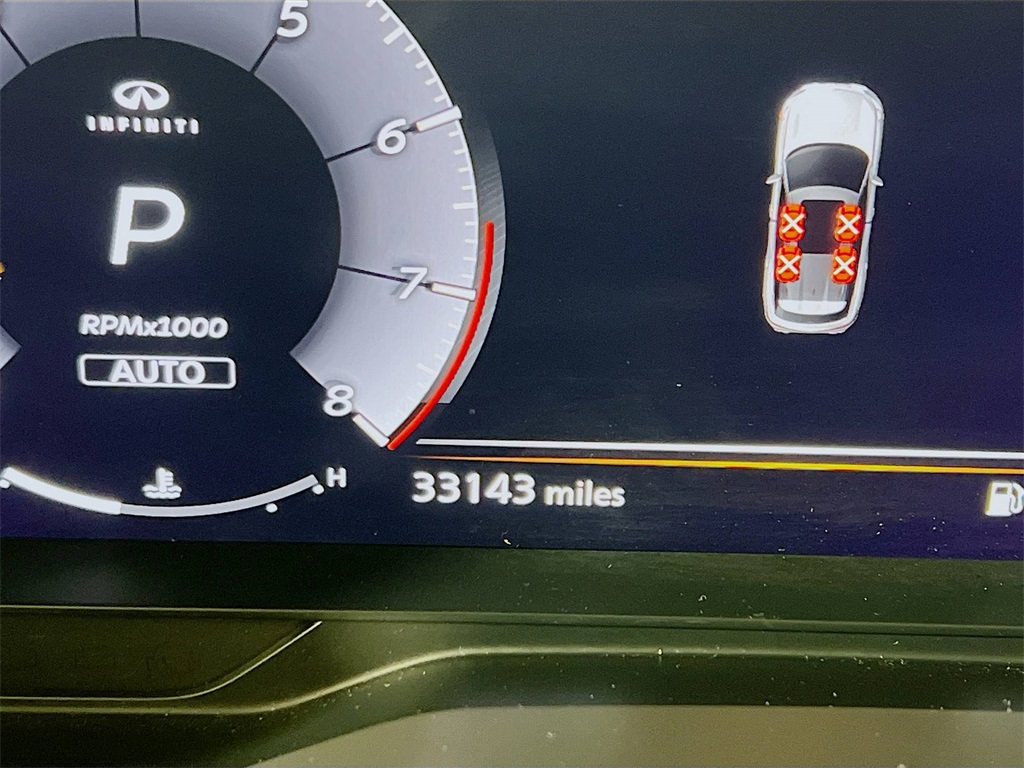 5
6
7
8
INFINITI
P
RPMx1000
AUTO
H
33143 miles